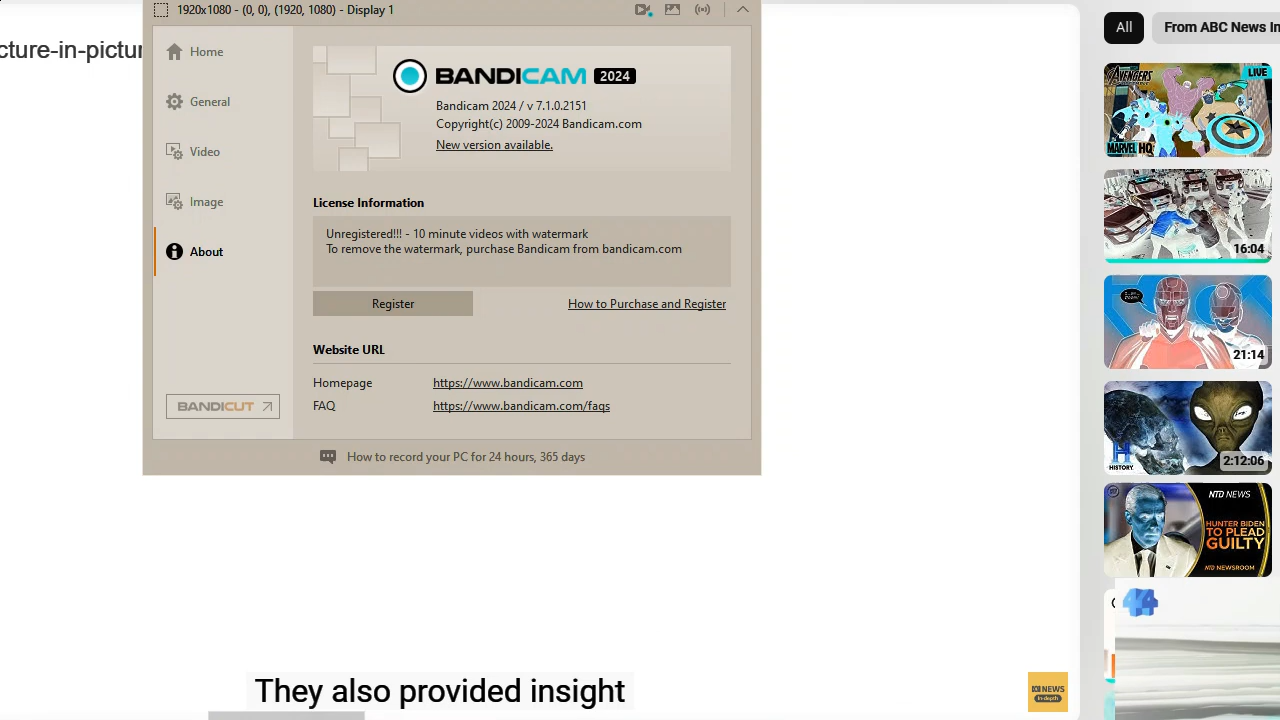 1920x1080 - (0, 0), (1920, 1080) - Display 1
cture-in-pictur
Home
General
Video
Image
About
BANDICUT
BANDICAM 2024
Bandicam 2024 / v 7.1.0.2151
Copyright(c) 2009-2024 Bandicam.com
New version available.
License Information
Unregistered!!! - 10 minute videos with watermark
To remove the watermark, purchase Bandicam from bandicam.com
Register
How to Purchase and Register
Website URL
Homepage
https://www.bandicam.com
FAQ
https://www.bandicam.com/faqs
How to record your PC for 24 hours, 365 days
All
From ABC News In
AVENGERS
LIVE
MARVEL HQ
16:04
21:14
H
HISTORY
2:12:06
NTD NEWS
HUNTER BIDEN
TO PLEAD
GUILTY
NTD NEWSROOM
They also provided insight
NEWS
in-depth